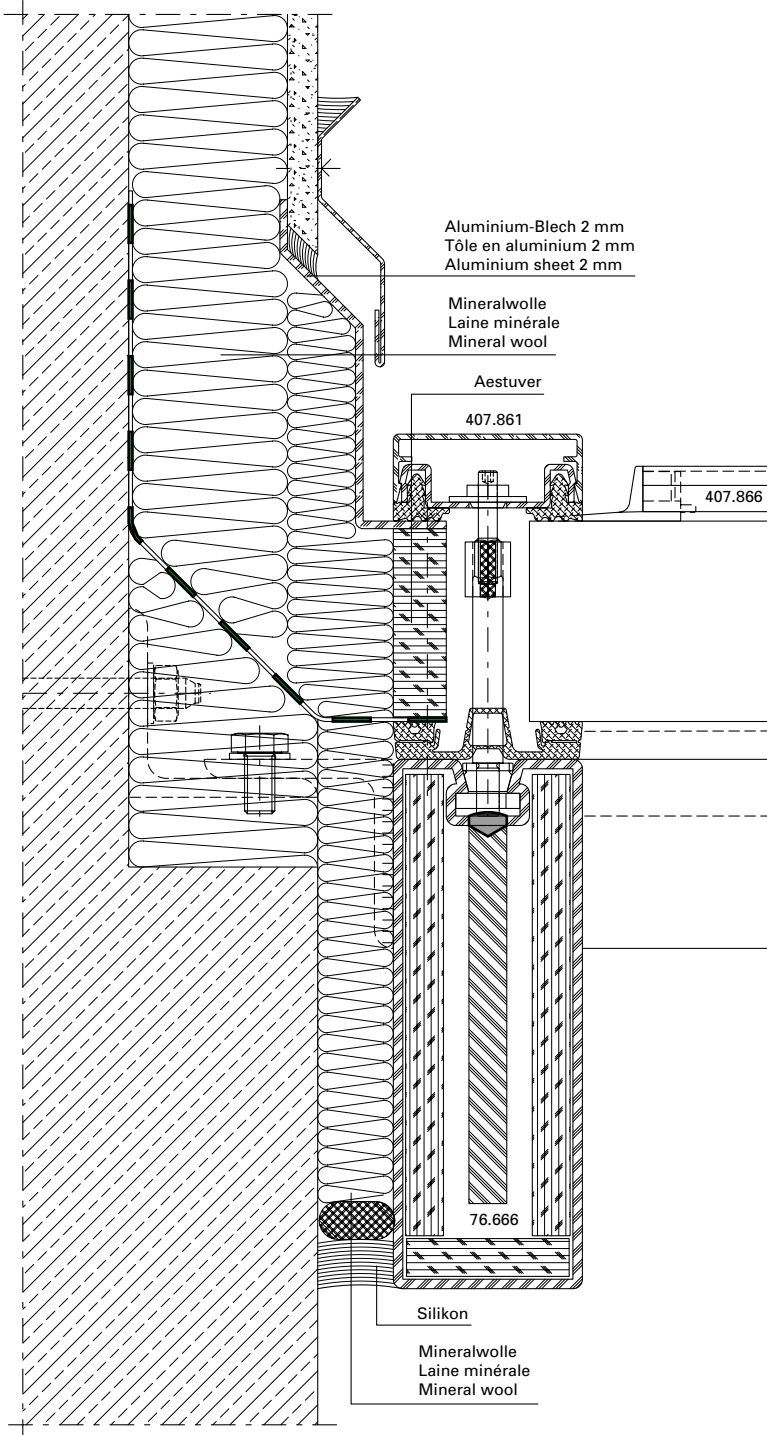 Aluminium-Blech 2 mm
Tôle en aluminium 2 mm
Aluminium sheet 2 mm
Mineralwolle
Laine minérale
Mineral wool
Aestuver
407.861
407.866
76.666
Silikon
Mineralwolle
Laine minérale
Mineral wool